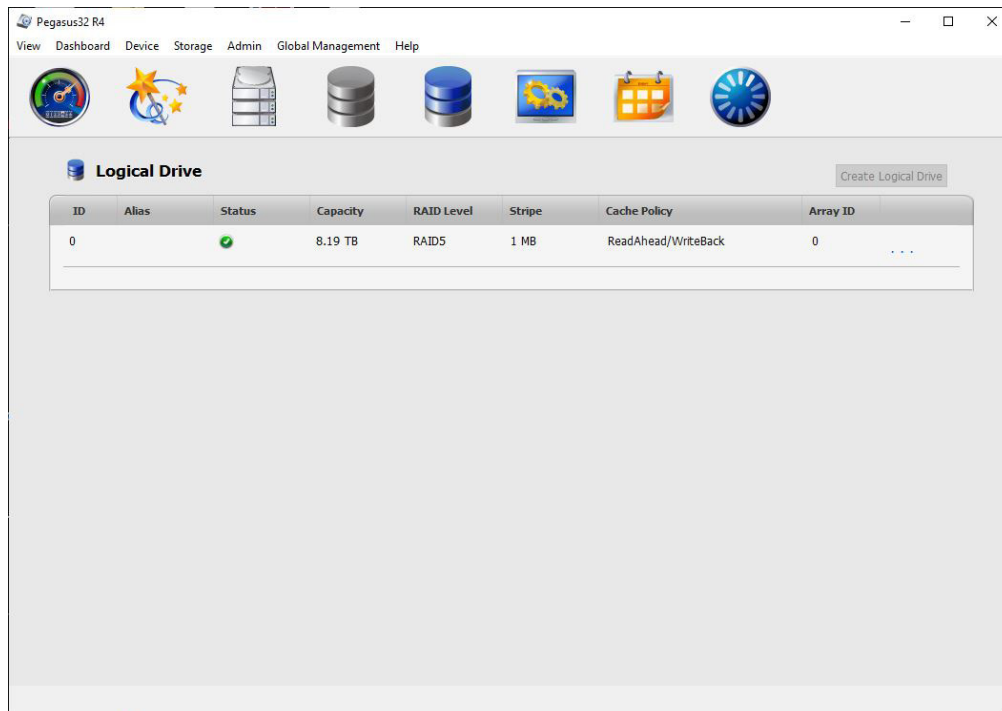 Pegasus32 R4
View Dashboard Device Storage Admin Global Management Help
Logical Drive
Create Logical Drive
ID Alias Status Capacity RAID Level Stripe Cache Policy Array ID
0 8.19 TB RAID5 1 MB ReadAhead/WriteBack 0 ...